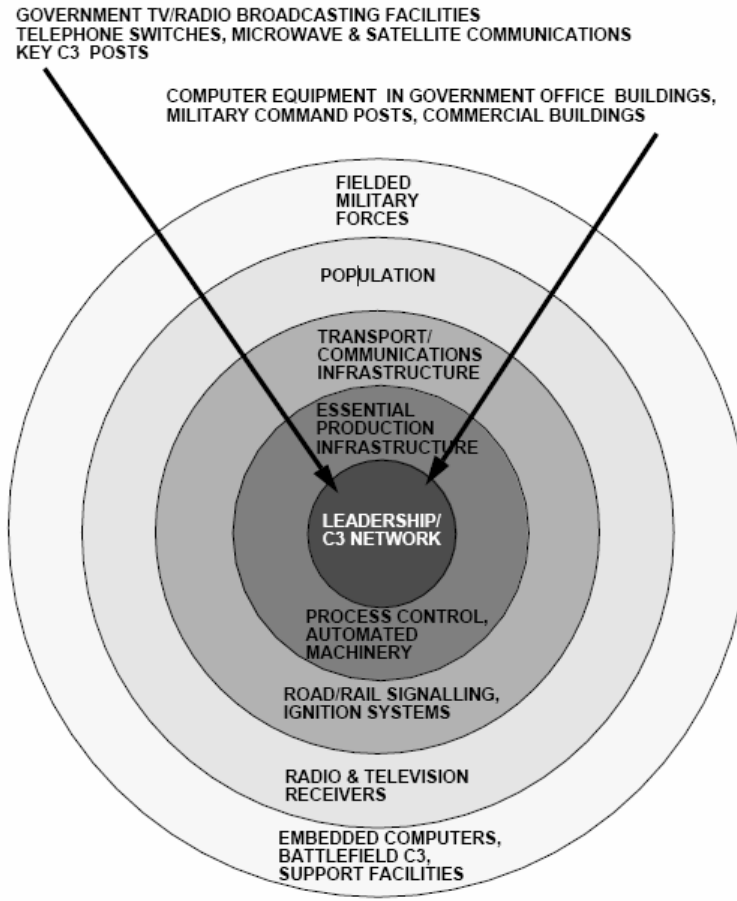 GOVERNMENT TV/RADIO BROADCASTING FACILITIES
TELEPHONE SWITCHES, MICROWAVE & SATELLITE COMMUNICATIONS
KEY C3 POSTS
COMPUTER EQUIPMENT IN GOVERNMENT OFFICE BUILDINGS,
MILITARY COMMAND POSTS, COMMERCIAL BUILDINGS
FIELDED
MILITARY
FORCES
POPULATION
TRANSPORT/
COMMUNICATIONS
INFRASTRUCTURE
ESSENTIAL
PRODUCTION
INFRASTRUCTURE
LEADERSHIP/
C3 NETWORK
PROCESS CONTROL,
AUTOMATED
MACHINERY
ROAD/RAIL SIGNALLING,
IGNITION SYSTEMS
RADIO & TELEVISION
RECEIVERS
EMBEDDED COMPUTERS,
BATTLEFIELD C3,
SUPPORT FACILITIES